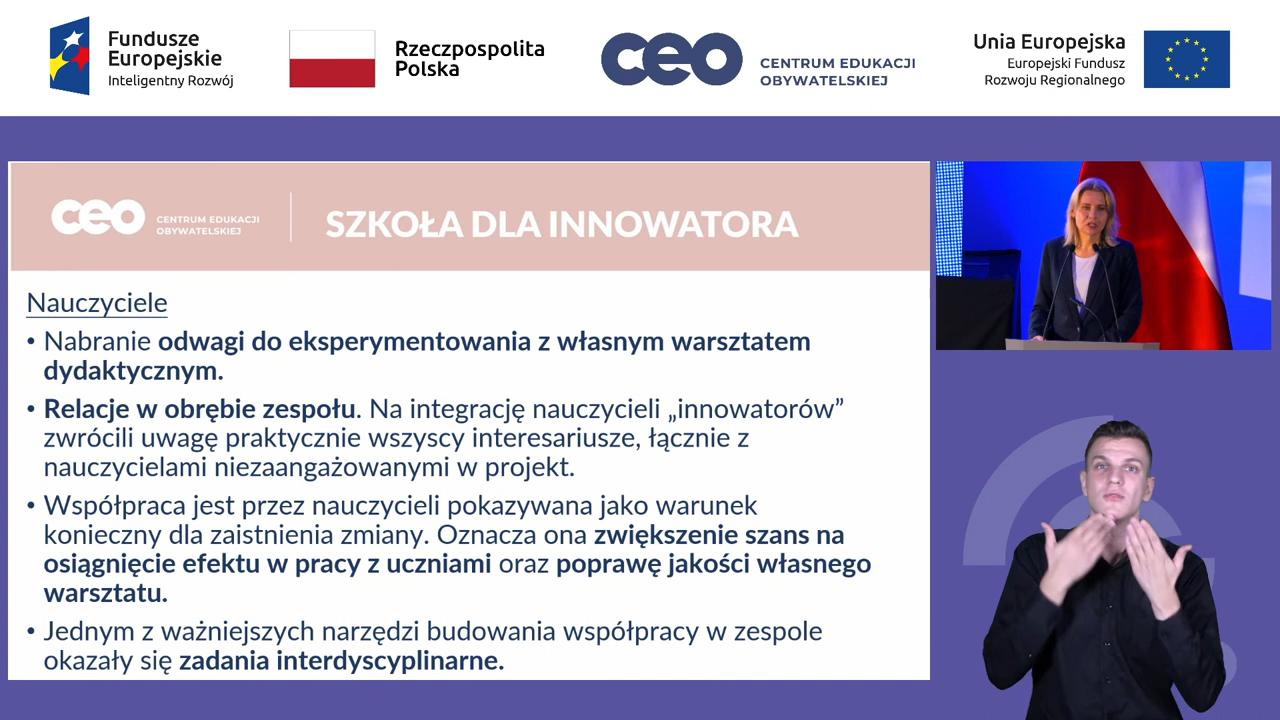 Fundusze
Europejskie
Inteligentny Rozwój
Rzeczpospolita
Polska
ceo
CENTRUM EDUKACJI
OBYWATELSKIEJ
Unia Europejska
Europejski Fundusz
Rozwoju Regionalnego
ceo
CENTRUM EDUKACJI
OBYWATELSKIEJ
SZKOŁA DLA INNOWATORA
Nauczyciele
• Nabranie odwagi do eksperymentowania z własnym warsztatem
dydaktycznym.
• Relacje w obrębie zespołu. Na integrację nauczycieli „innowatorów”
zwrócili uwagę praktycznie wszyscy interesariusze, łącznie z
nauczycielami niezaangażowanymi w projekt.
• Współpraca jest przez nauczycieli pokazywana jako warunek
konieczny dla zaistnienia zmiany. Oznacza ona zwiększenie szans na
osiągnięcie efektu w pracy z uczniami oraz poprawę jakości własnego
warsztatu.
• Jednym z ważniejszych narzędzi budowania współpracy w zespole
okazały się zadania interdyscyplinarne.